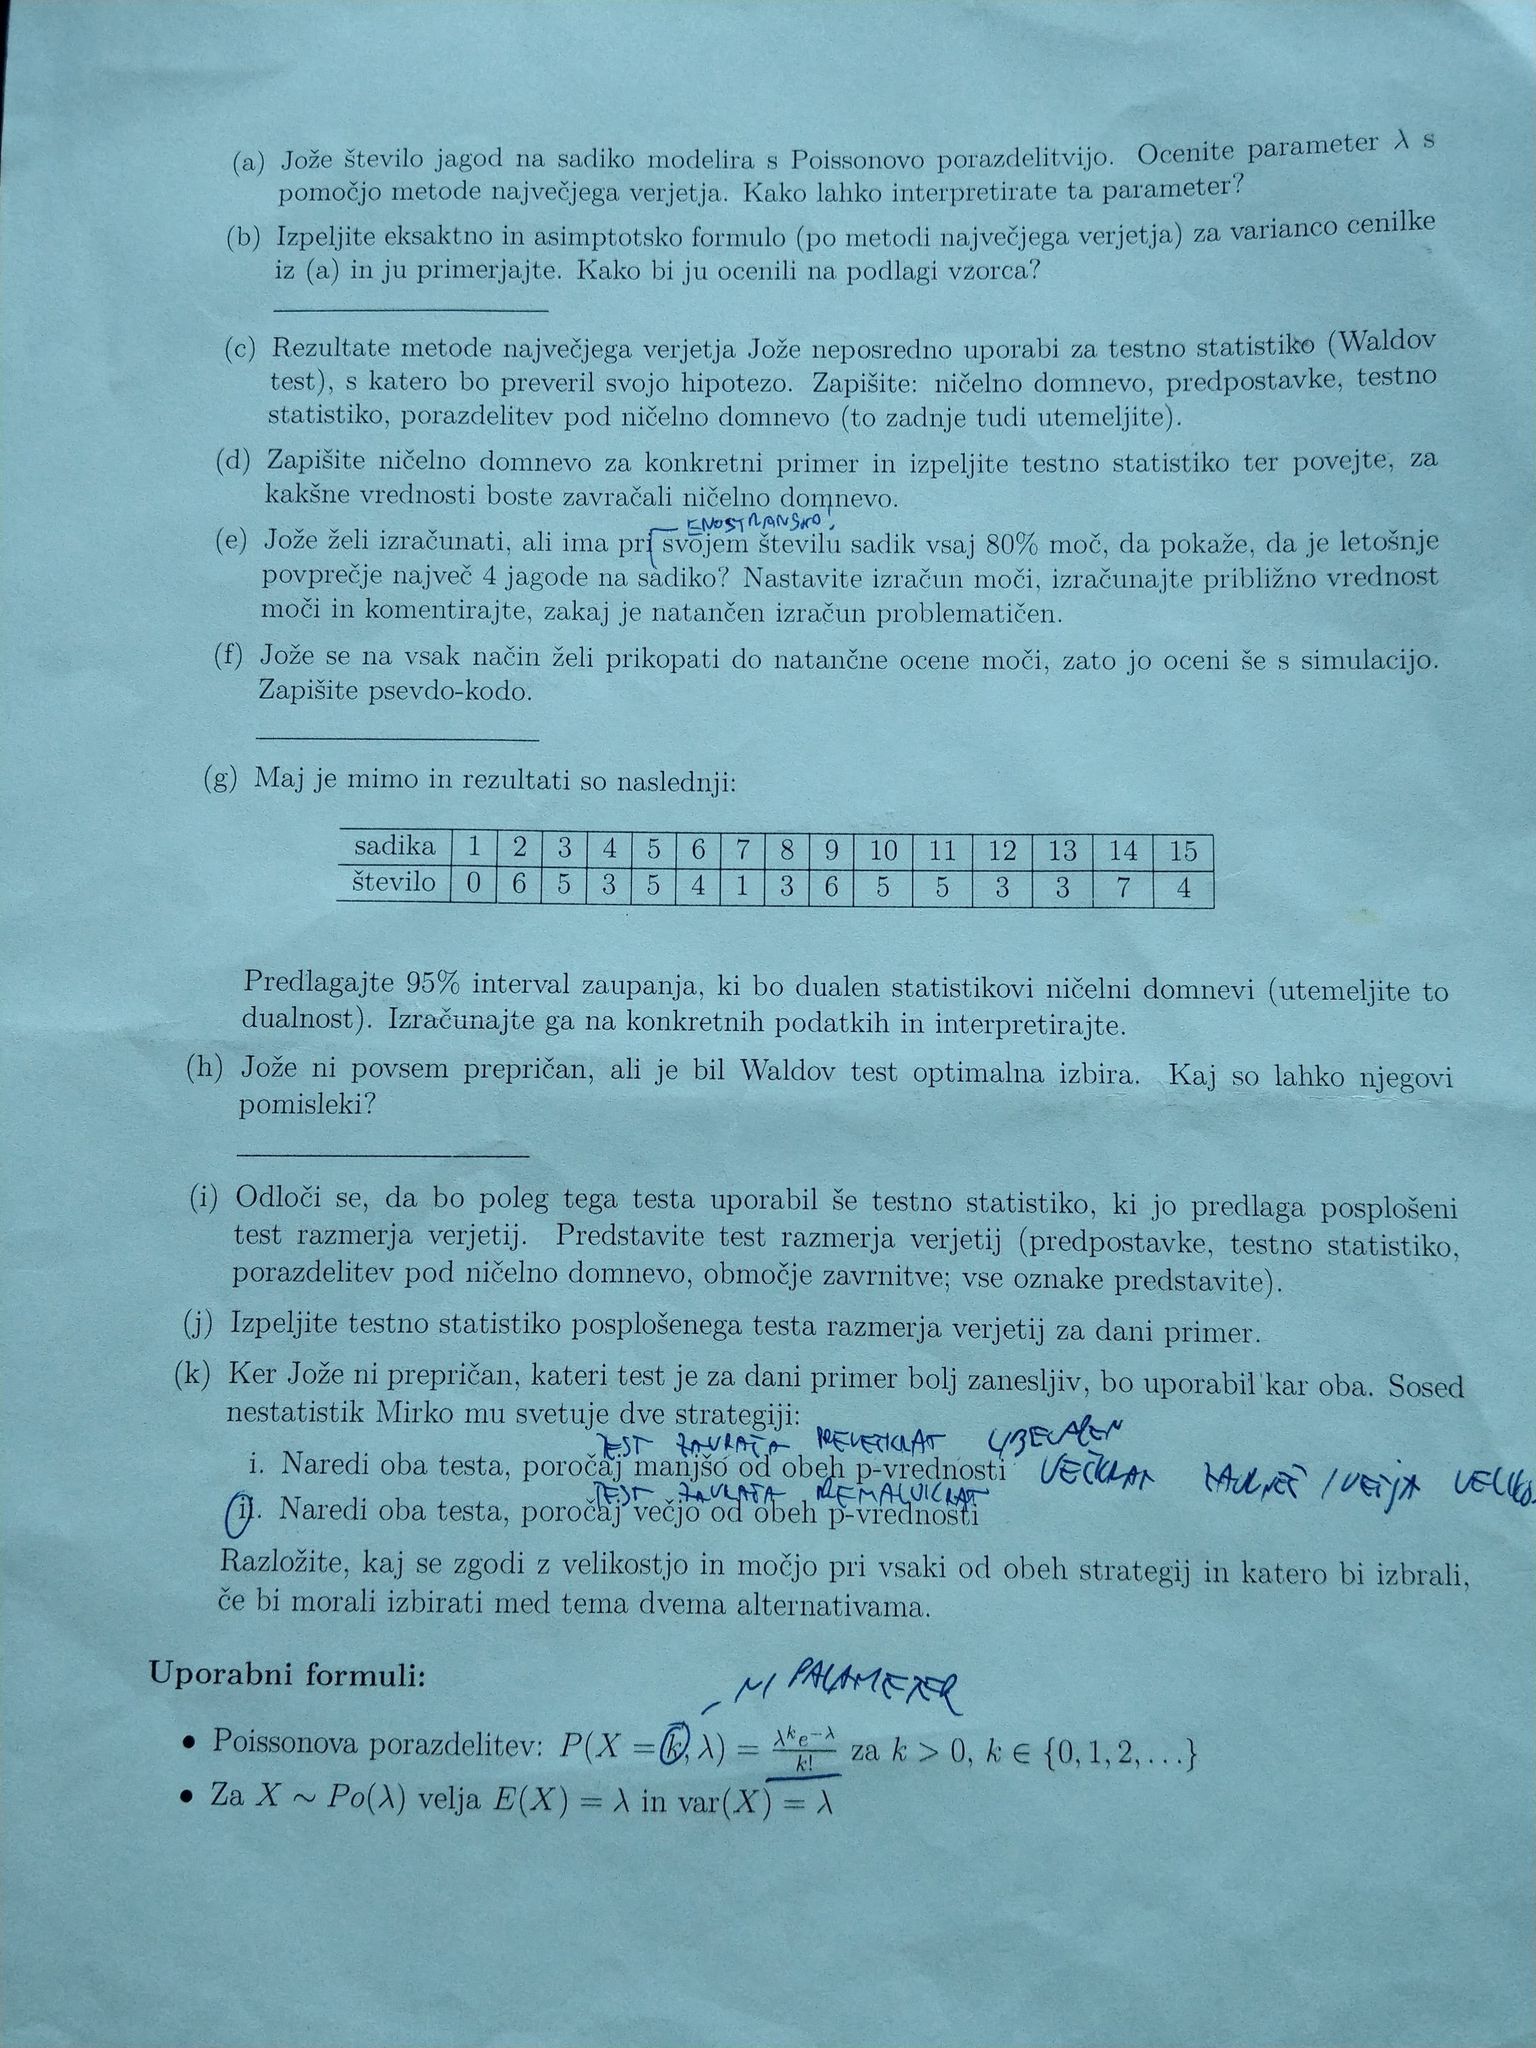 (a) Jože število jagod na sadiko modelira s Poissonovo porazdelitvijo. Ocenite parameter λ s
pomočjo metode največjega verjetja. Kako lahko interpretirate ta parameter?
(b) Izpeljite eksaktno in asimptotsko formulo (po metodi največjega verjetja) za varianco cenilke
iz (a) in ju primerjajte. Kako bi ju ocenili na podlagi vzorca?
(c) Rezultate metode največjega verjetja Jože neposredno uporabi za testno statistiko (Waldov
test), s katero bo preveril svojo hipotezo. Zapišite: ničelno domnevo, predpostavke, testno
statistiko, porazdelitev pod ničelno domnevo (to zadnje tudi utemeljite).
(d) Zapišite ničelno domnevo za konkretni primer in izpeljite testno statistiko ter povejte, za
kakšne vrednosti boste zavračali ničelno domnevo.
ENOSTRANSKO!
(e) Jože želi izračunati, ali ima pri svojem številu sadik vsaj 80% moč, da pokaže, da je letošnje
povprečje največ 4 jagode na sadiko? Nastavite izračun moči, izračunajte približno vrednost
moči in komentirajte, zakaj je natančen izračun problematičen.
(f) Jože se na vsak način želi prikopati do natančne ocene moči, zato jo oceni še s simulacijo.
Zapišite psevdo-kodo.
(g) Maj je mimo in rezultati so naslednji:
sadika 1 2 3 4 5 6 7 8 9 10 11 12 13 14 15
število 0 6 5 3 5 4 1 3 6 5 5 3 3 7 4
Predlagajte 95% interval zaupanja, ki bo dualen statistikovi ničelni domnevi (utemeljite to
dualnost). Izračunajte ga na konkretnih podatkih in interpretirajte.
(h) Jože ni povsem prepričan, ali je bil Waldov test optimalna izbira. Kaj so lahko njegovi
pomisleki?
(i) Odloči se, da bo poleg tega testa uporabil še testno statistiko, ki jo predlaga posplošeni
test razmerja verjetij. Predstavite test razmerja verjetij (predpostavke, testno statistiko,
porazdelitev pod ničelno domnevo, območje zavrnitve; vse oznake predstavite).
(j) Izpeljite testno statistiko posplošenega testa razmerja verjetij za dani primer.
(k) Ker Jože ni prepričan, kateri test je za dani primer bolj zanesljiv, bo uporabil kar oba. Sosed
nestatistik Mirko mu svetuje dve strategiji:
TEST ZAVRAČA PREVEČKRAT
i. Naredi oba testa, poročaj manjšo od obeh p-vrednosti VEČKRAT
TEST ZAVRAČA PREMALOKRAT
ii. Naredi oba testa, poročaj večjo od obeh p-vrednosti
Razložite, kaj se zgodi z velikostjo in močjo pri vsaki od obeh strategij in katero bi izbrali,
če bi morali izbirati med tema dvema alternativama.
Uporabni formuli:
NI PARAMETER
• Poissonova porazdelitev: P(X = k, λ) = λ^k e^{-λ} / k! za k > 0, k ∈ {0, 1, 2, . . .}
• Za X ∼ Po(λ) velja E(X) = λ in var(X) = λ